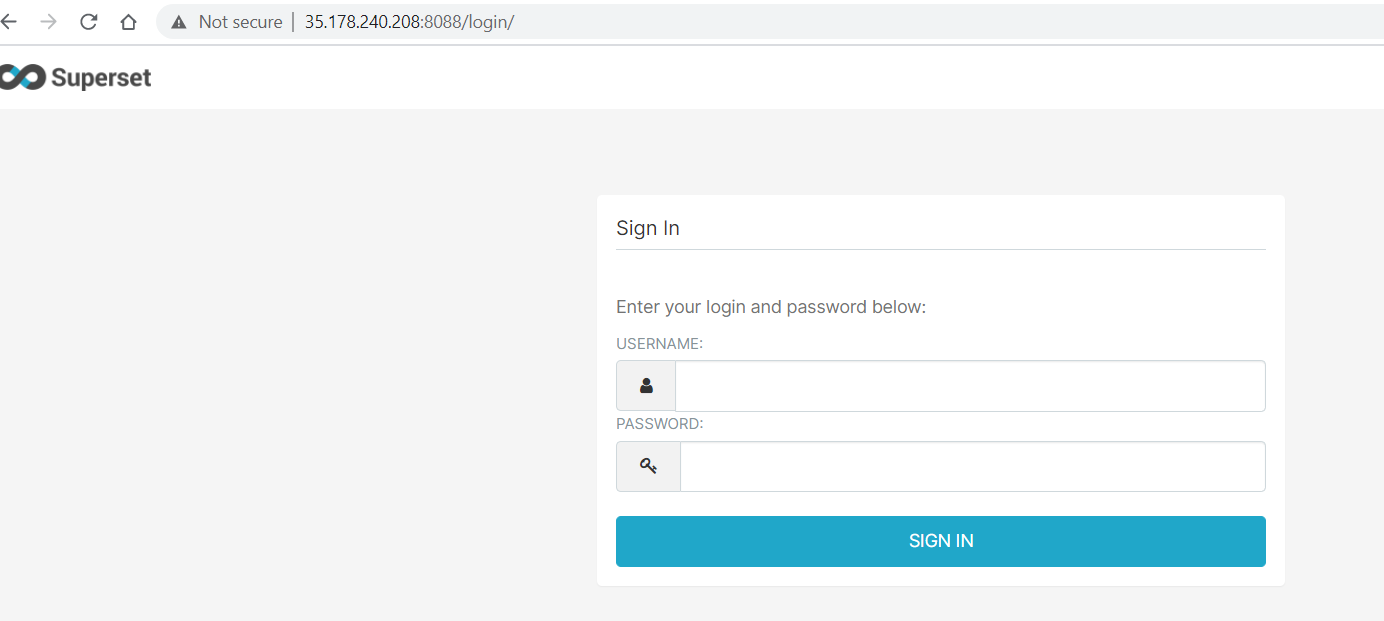 Not secure | 35.178.240.208:8088/login/
Superset
Sign In
Enter your login and password below:
USERNAME:
PASSWORD:
SIGN IN